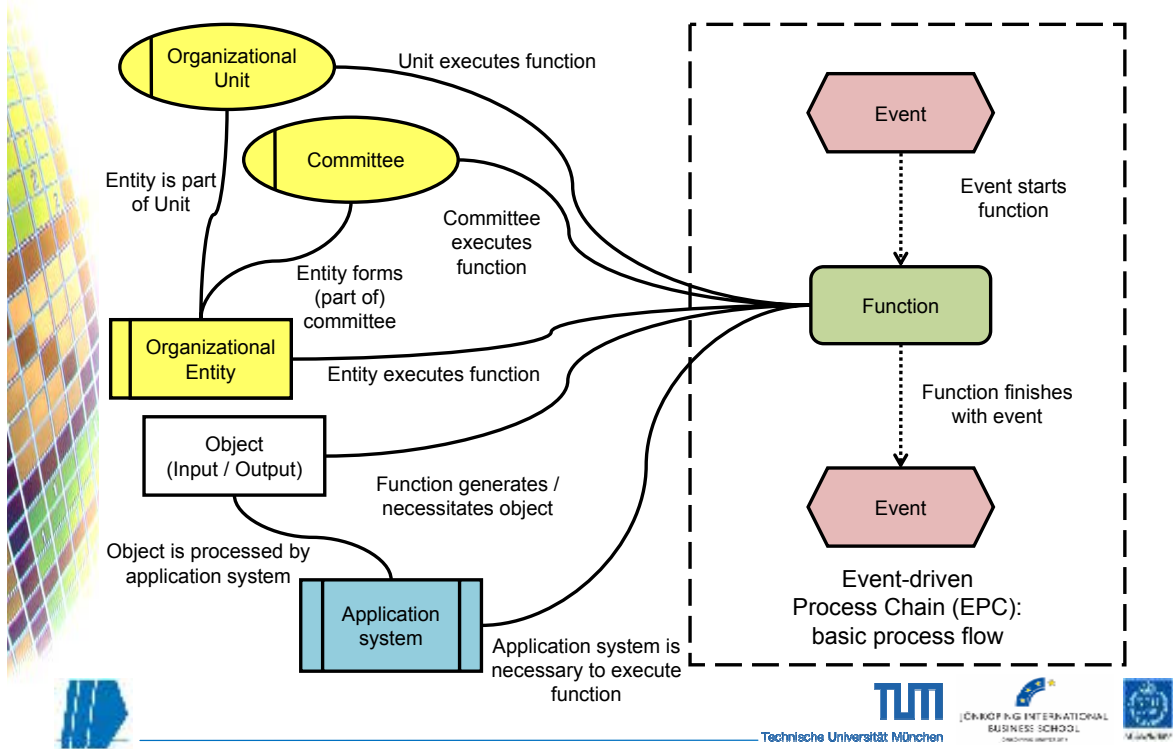 Organizational
Unit
Unit executes function
Committee
Entity is part
of Unit
Committee
executes
function
Entity forms
(part of)
committee
Organizational
Entity
Entity executes function
Object
(Input / Output)
Function generates /
necessitates object
Object is processed by
application system
Application
system
Application system is
necessary to execute
function
Event
Event starts
function
Function
Function finishes
with event
Event
Event-driven
Process Chain (EPC):
basic process flow
TUM
Technische Universität München
JÖNKÖPING INTERNATIONAL
BUSINESS SCHOOL